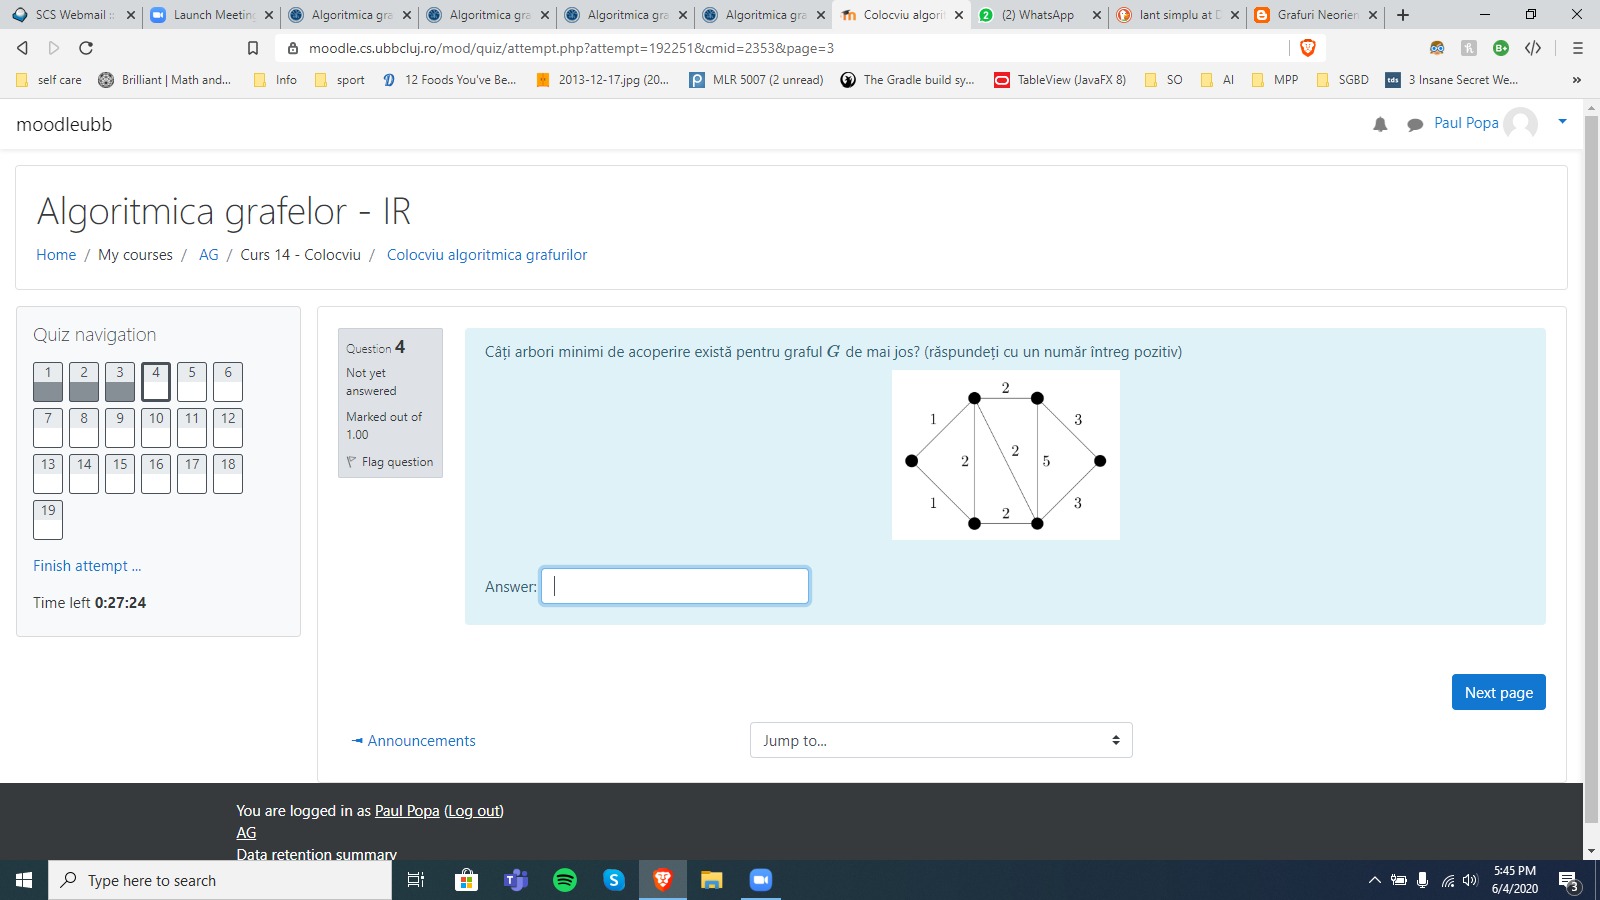 SCS Webmail ::
Launch Meeting
Algoritmica gra
Algoritmica gra
Algoritmica gra
Algoritmica gra
Colocviu algorit
(2) WhatsApp
lant simplu at D
Grafuri Neorien
moodle.cs.ubbcluj.ro/mod/quiz/attempt.php?attempt=192251&cmid=2353&page=3
self care
Brilliant | Math and...
Info
sport
12 Foods You've Be...
2013-12-17.jpg (20...
MLR 5007 (2 unread)
The Gradle build sy...
TableView (JavaFX 8)
SO
AI
MPP
SGBD
tds
3 Insane Secret We...
»
moodleubb
Paul Popa
Algoritmica grafelor - IR
Home / My courses / AG / Curs 14 - Colocviu / Colocviu algoritmica grafurilor
Quiz navigation
1 2 3 4 5 6
7 8 9 10 11 12
13 14 15 16 17 18
19
Finish attempt ...
Time left 0:27:24
Question 4
Not yet
answered
Marked out of
1.00
Flag question
Câți arbori minimi de acoperire există pentru graful G de mai jos? (răspundeți cu un număr întreg pozitiv)
2
1
3
2
2
5
1
2
3
Answer:
Next page
◄ Announcements
Jump to...
You are logged in as Paul Popa (Log out)
AG
Data retention summary
Type here to search
5:45 PM
6/4/2020
3